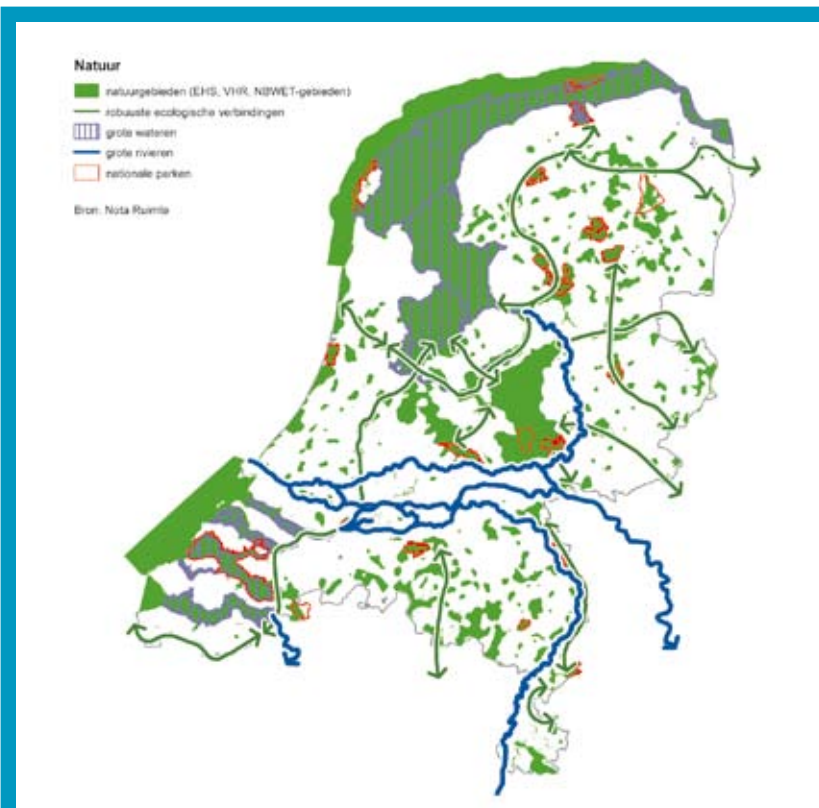 Natuur
natuurgebieden (EHS, VHR, NBWET-gebieden)
robuuste ecologische verbindingen
grote wateren
grote rivieren
nationale parken
Bron: Nota Ruimte